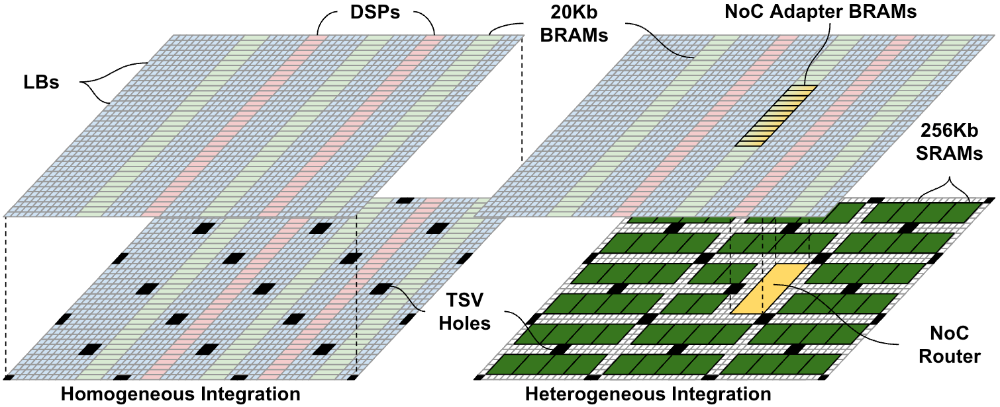 DSPs
20Kb
BRAMs
NoC Adapter BRAMs
LBs
256Kb
SRAMs
TSV
Holes
NoC
Router
Homogeneous Integration
Heterogeneous Integration